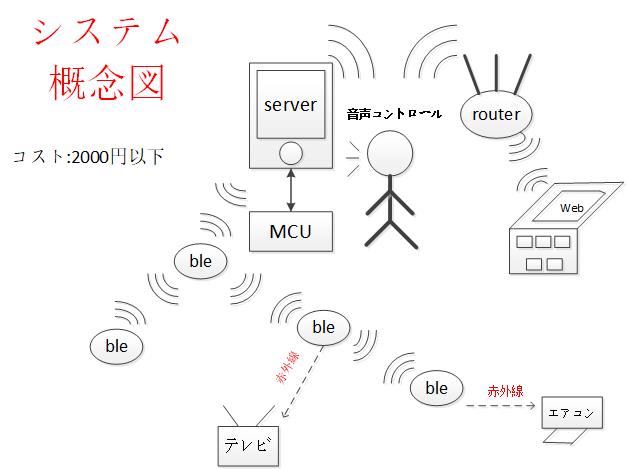 システム
概念図
コスト:2000円以下
server
音声コントロール
router
Web
MCU
ble
ble
ble
ble
赤外線
赤外線
テレビ
エアコン